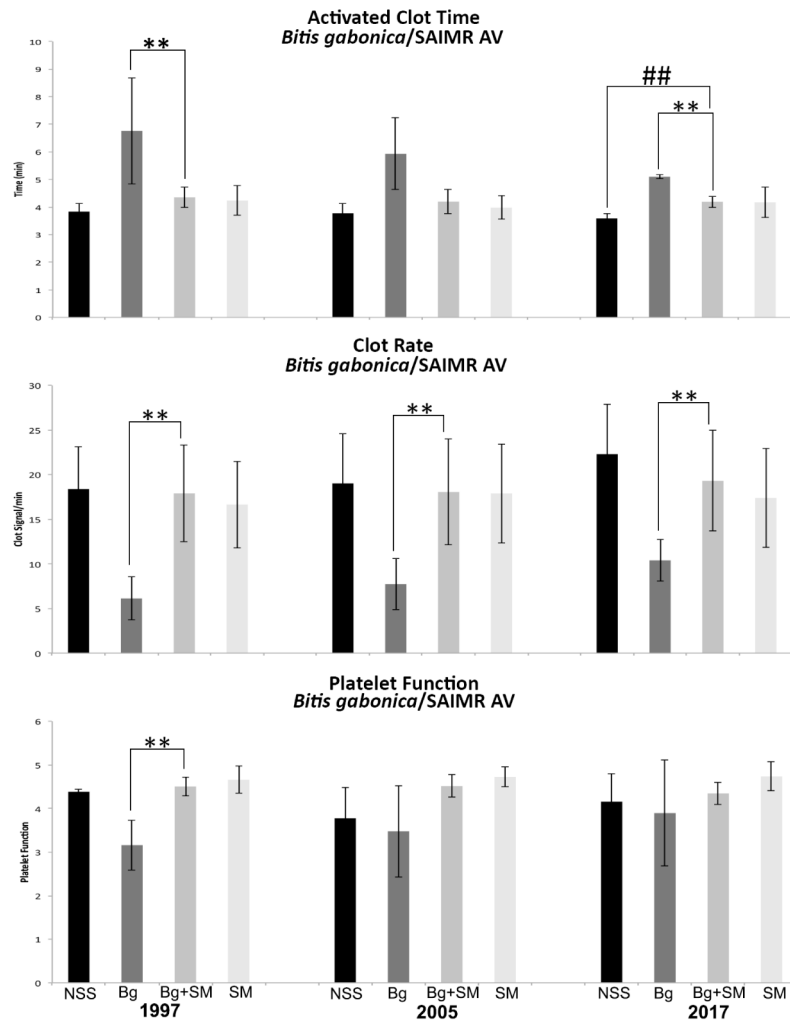 Activated Clot Time
Bitis gabonica/SAIMR AV
10
9
8
7
6
5
4
3
2
1
0
Time (min)
**
##
**
Clot Rate
Bitis gabonica/SAIMR AV
30
25
20
15
10
5
0
Clot Signal/min
**
**
**
Platelet Function
Bitis gabonica/SAIMR AV
6
5
4
3
2
1
0
Platelet Function
**
NSS Bg Bg+SM SM NSS Bg Bg+SM SM NSS Bg Bg+SM SM
1997 2005 2017